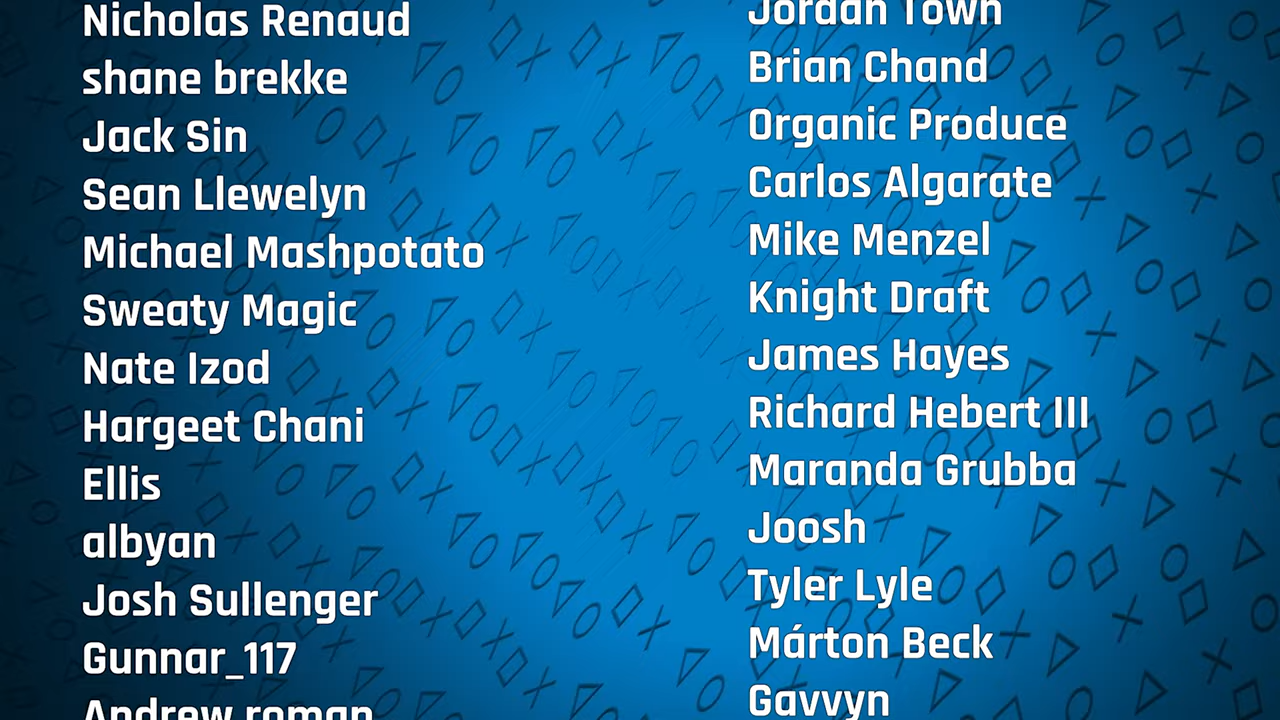 Nicholas Renaud
shane brekke
Jack Sin
Sean Llewelyn
Michael Mashpotato
Sweaty Magic
Nate Izod
Hargeet Chani
Ellis
albyan
Josh Sullenger
Gunnar_117
Andrew roman
Jordan Town
Brian Chand
Organic Produce
Carlos Algarate
Mike Menzel
Knight Draft
James Hayes
Richard Hebert III
Maranda Grubba
Joosh
Tyler Lyle
Márton Beck
Gavvyn